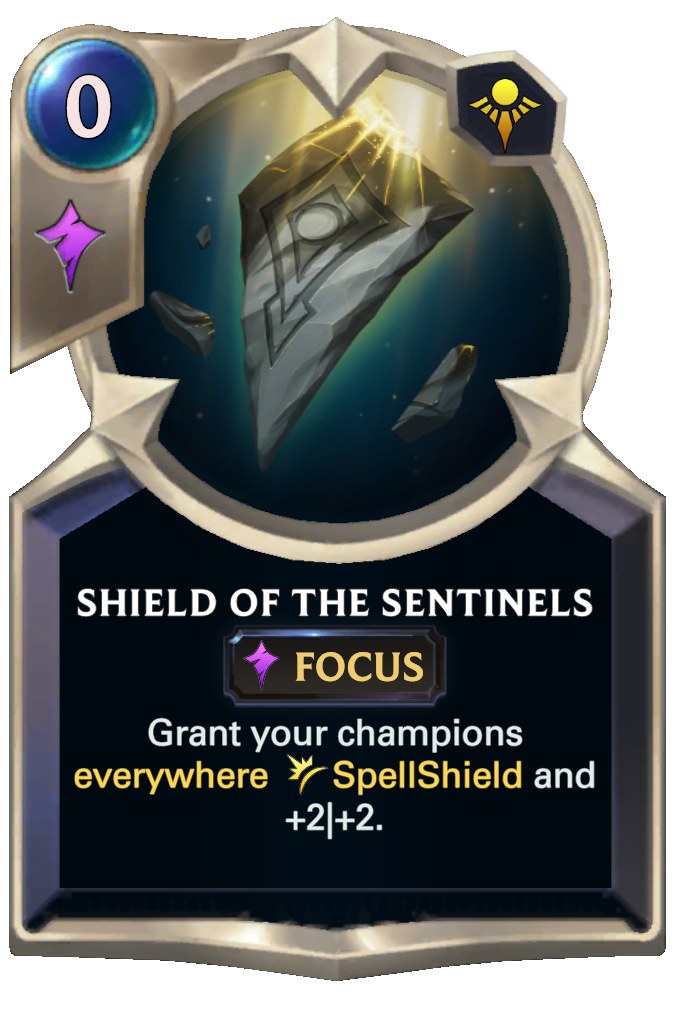 0
SHIELD OF THE SENTINELS
FOCUS
Grant your champions
everywhere SpellShield and
+2|+2.